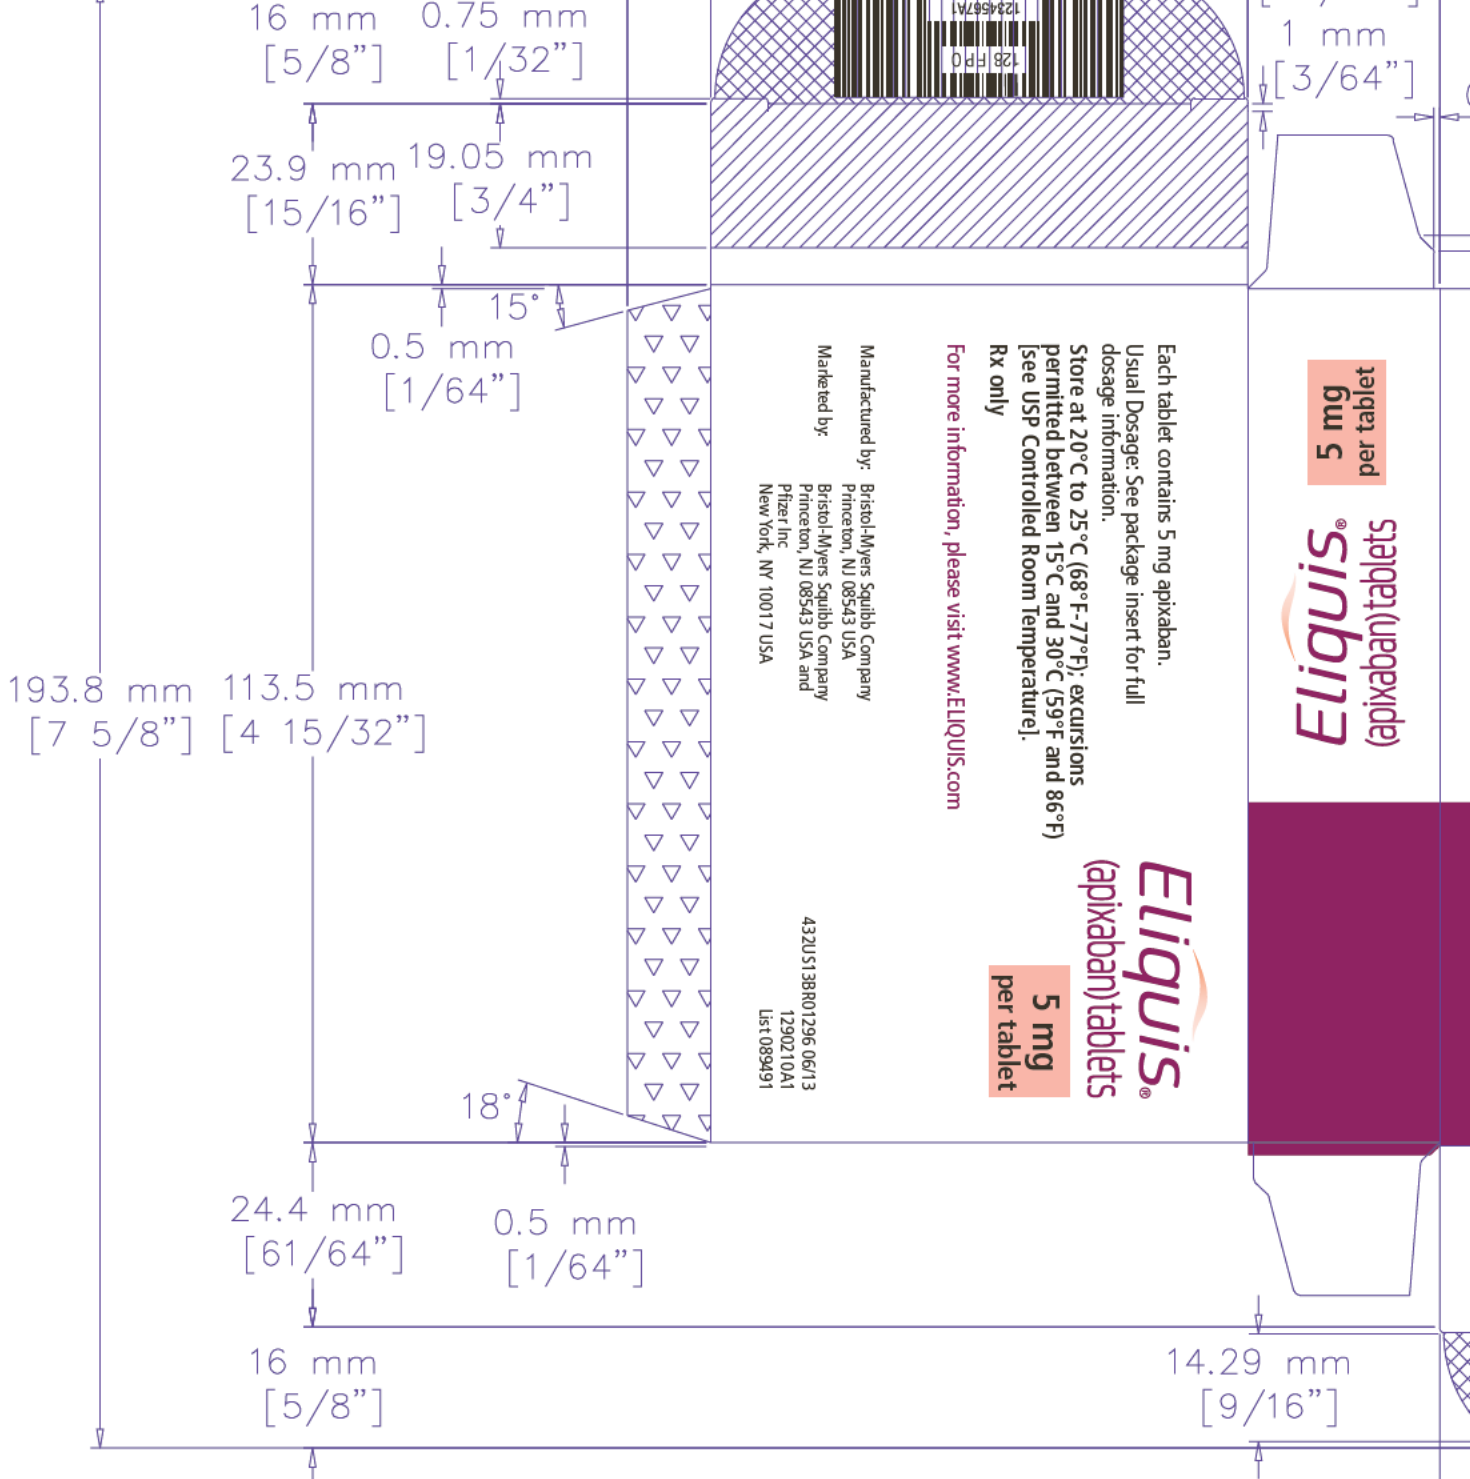 16 mm
[5/8”]
0.75 mm
[1/32”]
1234567A1
128 FPO
1 mm
[3/64”]
23.9 mm
[15/16”]
19.05 mm
[3/4”]
15°
0.5 mm
[1/64”]
193.8 mm
[7 5/8”]
113.5 mm
[4 15/32”]
Each tablet contains 5 mg apixaban.
Usual Dosage: See package insert for full
dosage information.
Store at 20°C to 25°C (68°F-77°F); excursions
permitted between 15°C and 30°C (59°F and 86°F)
[see USP Controlled Room Temperature].
Rx only
For more information, please visit www.ELIQUIS.com
Manufactured by: Bristol-Myers Squibb Company
Princeton, NJ 08543 USA
Marketed by: Bristol-Myers Squibb Company
Princeton, NJ 08543 USA and
Pfizer Inc
New York, NY 10017 USA
Eliquis®
(apixaban) tablets
5 mg
per tablet
432US13BR01296 06/13
1290210A1
List 089491
Eliquis®
(apixaban) tablets
5 mg
per tablet
18°
24.4 mm
[61/64”]
0.5 mm
[1/64”]
16 mm
[5/8”]
14.29 mm
[9/16”]